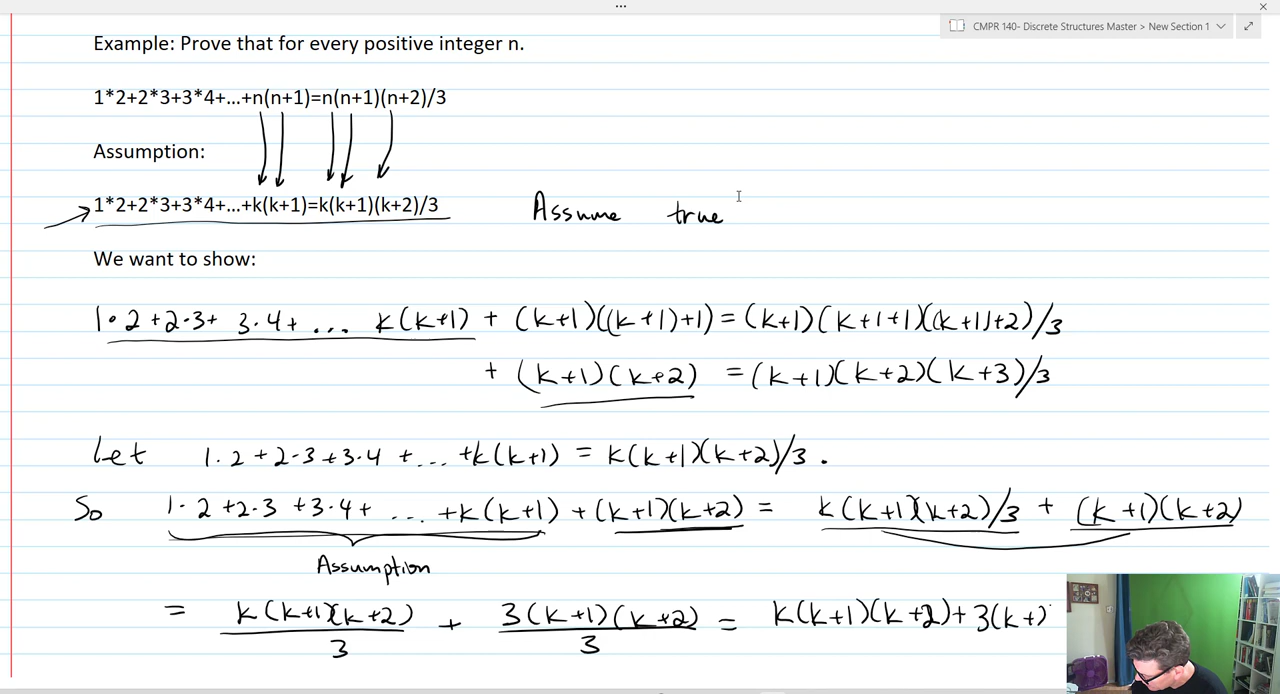 CMPR 140- Discrete Structures Master > New Section 1
Example: Prove that for every positive integer n.
1*2+2*3+3*4+...+n(n+1)=n(n+1)(n+2)/3
Assumption:
1*2+2*3+3*4+...+k(k+1)=k(k+1)(k+2)/3 Assume true
We want to show:
1·2+2·3+ 3·4+ ... k(k+1) + (k+1)((k+1)+1) = (k+1)(k+1+1)((k+1)+2)/3
+ (k+1)(k+2) = (k+1)(k+2)(k+3)/3
Let 1·2+2·3+3·4 +... +k(k+1) = k(k+1)(k+2)/3.
So 1·2+2·3+3·4+ ... +k(k+1)+(k+1)(k+2) = k(k+1)(k+2)/3 + (k+1)(k+2)
Assumption
= k(k+1)(k+2)/3 + 3(k+1)(k+2)/3 = k(k+1)(k+2)+3(k+)